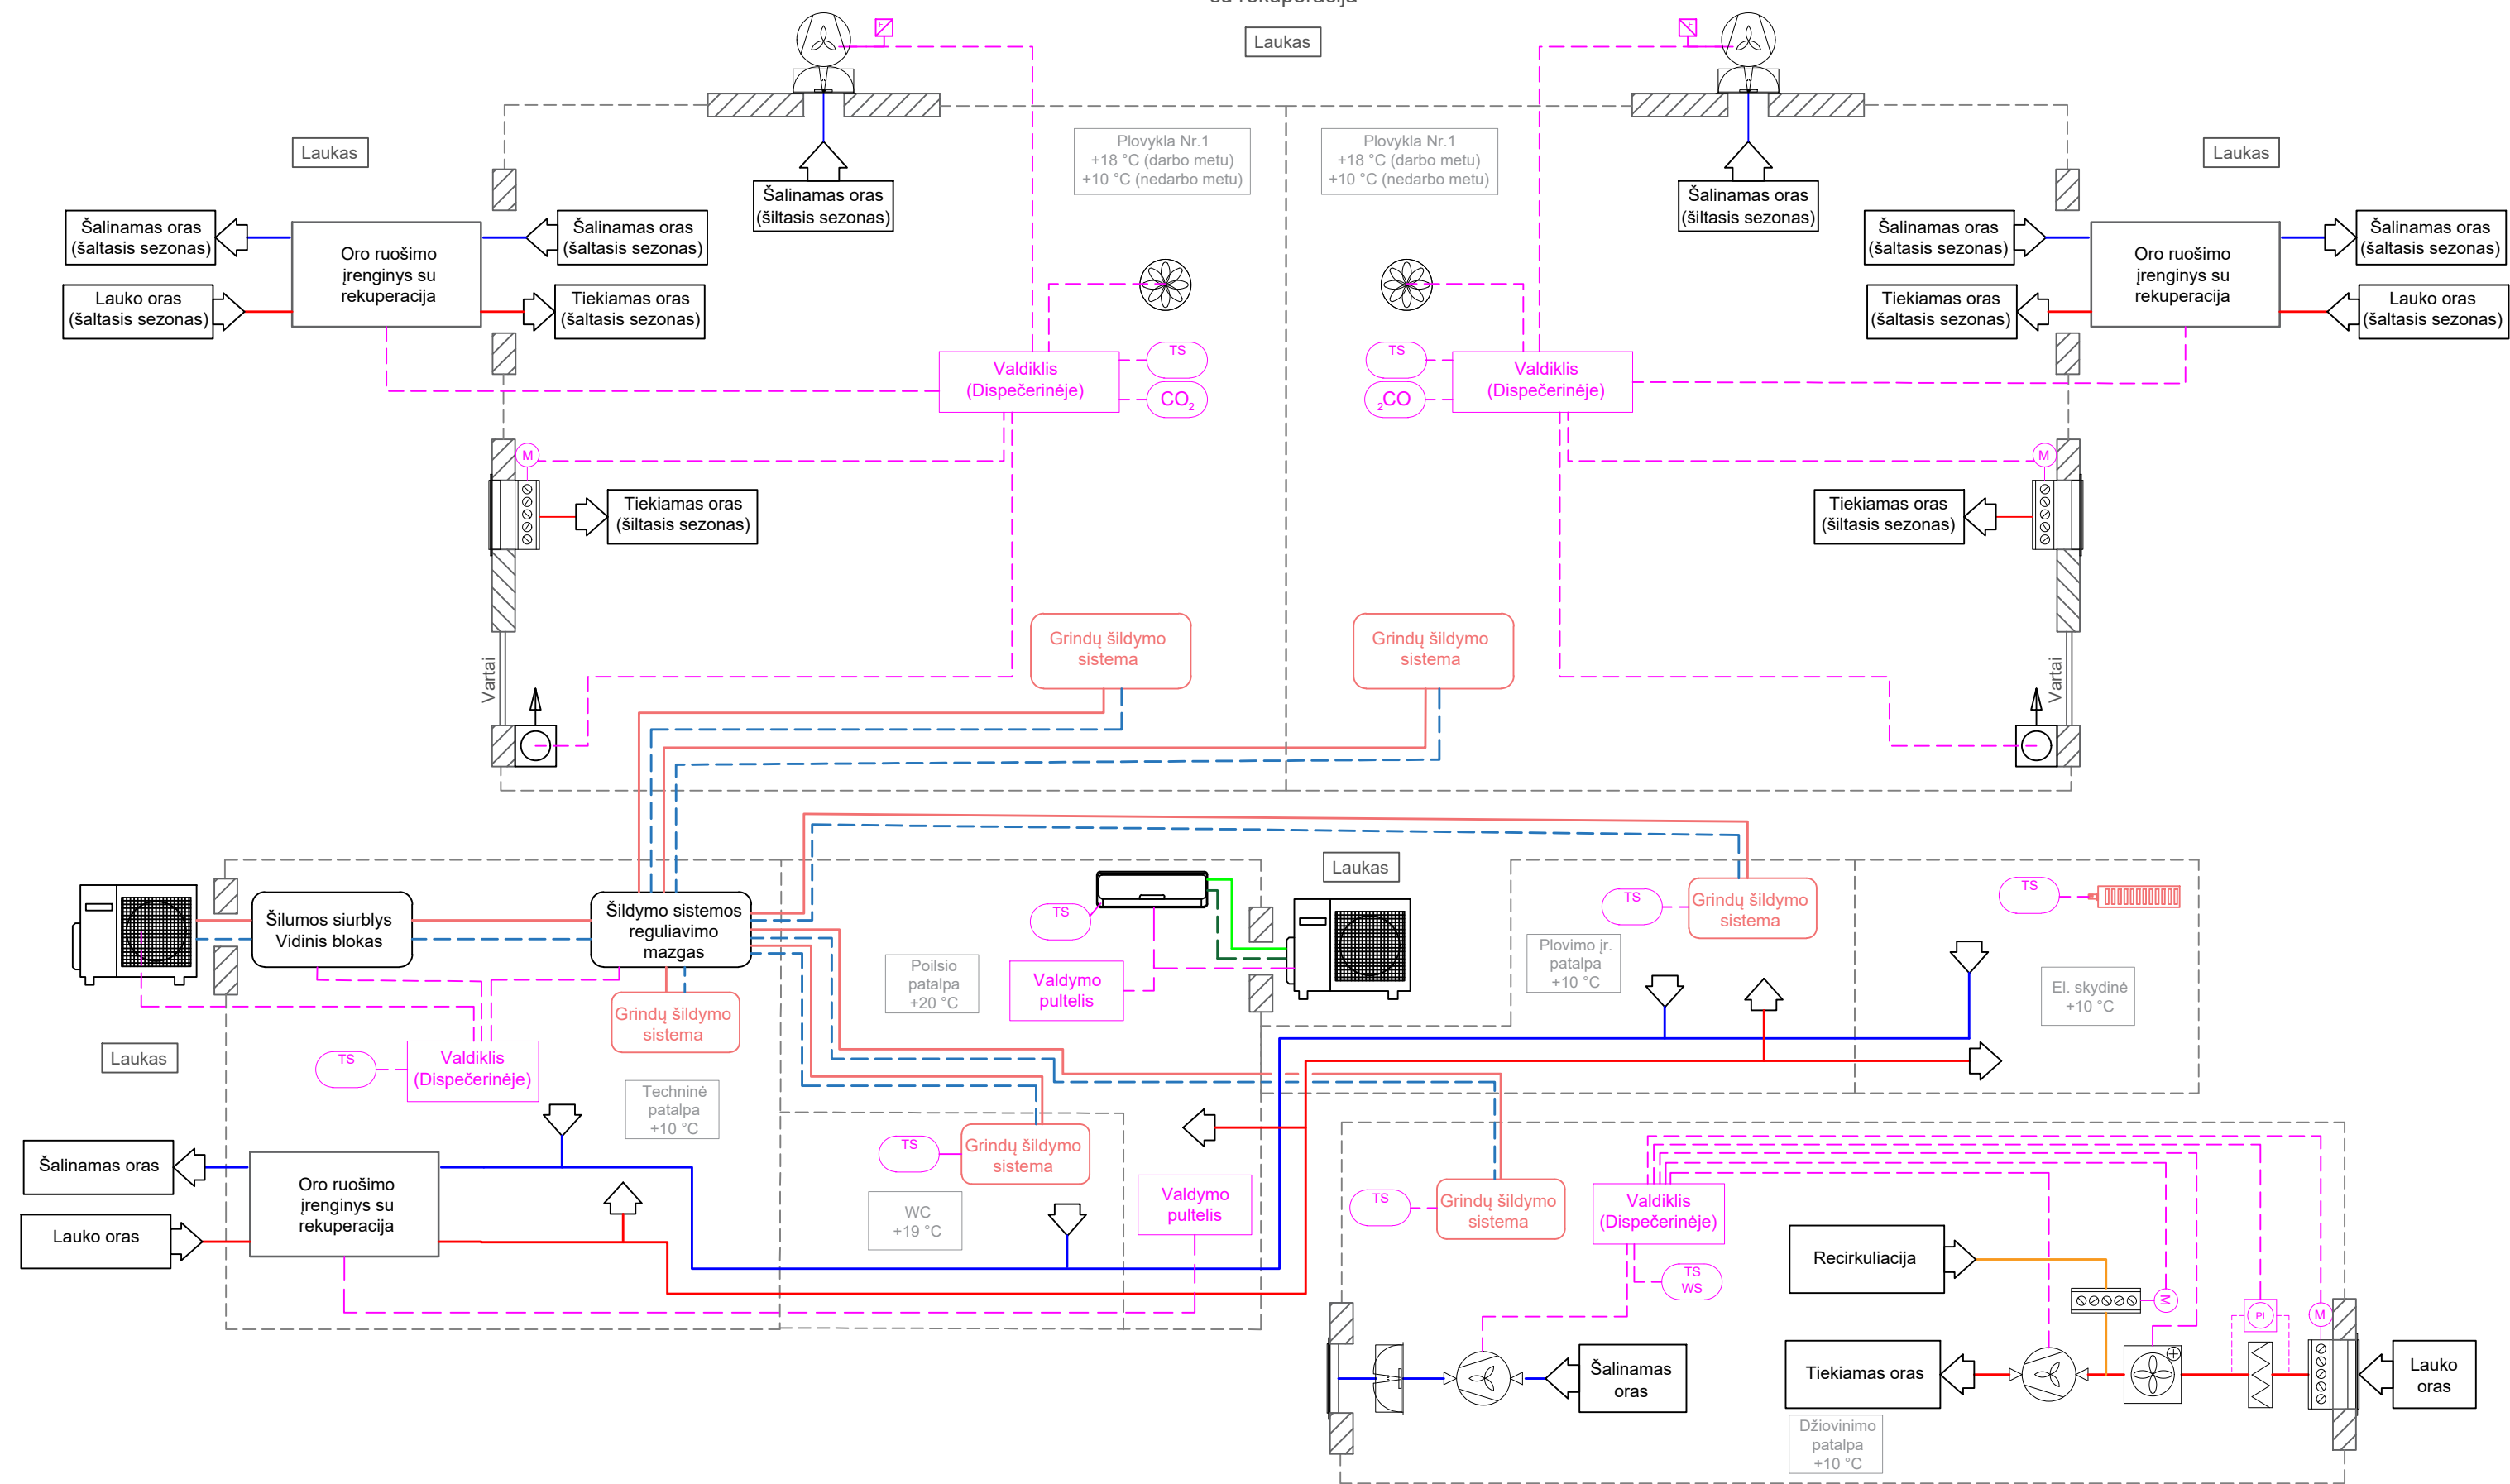 su rekuperacija
Laukas
F
F
Laukas
Laukas
Plovykla Nr.1
+18 °C (darbo metu)
+10 °C (nedarbo metu)
Plovykla Nr.1
+18 °C (darbo metu)
+10 °C (nedarbo metu)
Šalinamas oras
(šiltasis sezonas)
Šalinamas oras
(šiltasis sezonas)
Šalinamas oras
(šaltasis sezonas)
Lauko oras
(šaltasis sezonas)
Oro ruošimo
įrenginys su
rekuperacija
Šalinamas oras
(šaltasis sezonas)
Tiekiamas oras
(šaltasis sezonas)
Šalinamas oras
(šaltasis sezonas)
Tiekiamas oras
(šaltasis sezonas)
Oro ruošimo
įrenginys su
rekuperacija
Šalinamas oras
(šaltasis sezonas)
Lauko oras
(šaltasis sezonas)
Valdiklis
(Dispečerinėje)
TS
CO2
TS
2CO
Valdiklis
(Dispečerinėje)
M
M
Tiekiamas oras
(šiltasis sezonas)
Tiekiamas oras
(šiltasis sezonas)
Vartai
Vartai
Grindų šildymo
sistema
Grindų šildymo
sistema
Šilumos siurblys
Vidinis blokas
Šildymo sistemos
reguliavimo
mazgas
Grindų šildymo
sistema
Laukas
TS
Valdiklis
(Dispečerinėje)
Techninė
patalpa
+10 °C
Poilsio
patalpa
+20 °C
TS
Valdymo
pultelis
Laukas
TS
Grindų šildymo
sistema
Plovimo įr.
patalpa
+10 °C
TS
El. skydinė
+10 °C
Šalinamas oras
Lauko oras
Oro ruošimo
įrenginys su
rekuperacija
TS
Grindų šildymo
sistema
WC
+19 °C
Valdymo
pultelis
TS
Grindų šildymo
sistema
Valdiklis
(Dispečerinėje)
TS
WS
Recirkuliacija
M
PI
M
Šalinamas
oras
Tiekiamas oras
Lauko
oras
Džiovinimo
patalpa
+10 °C